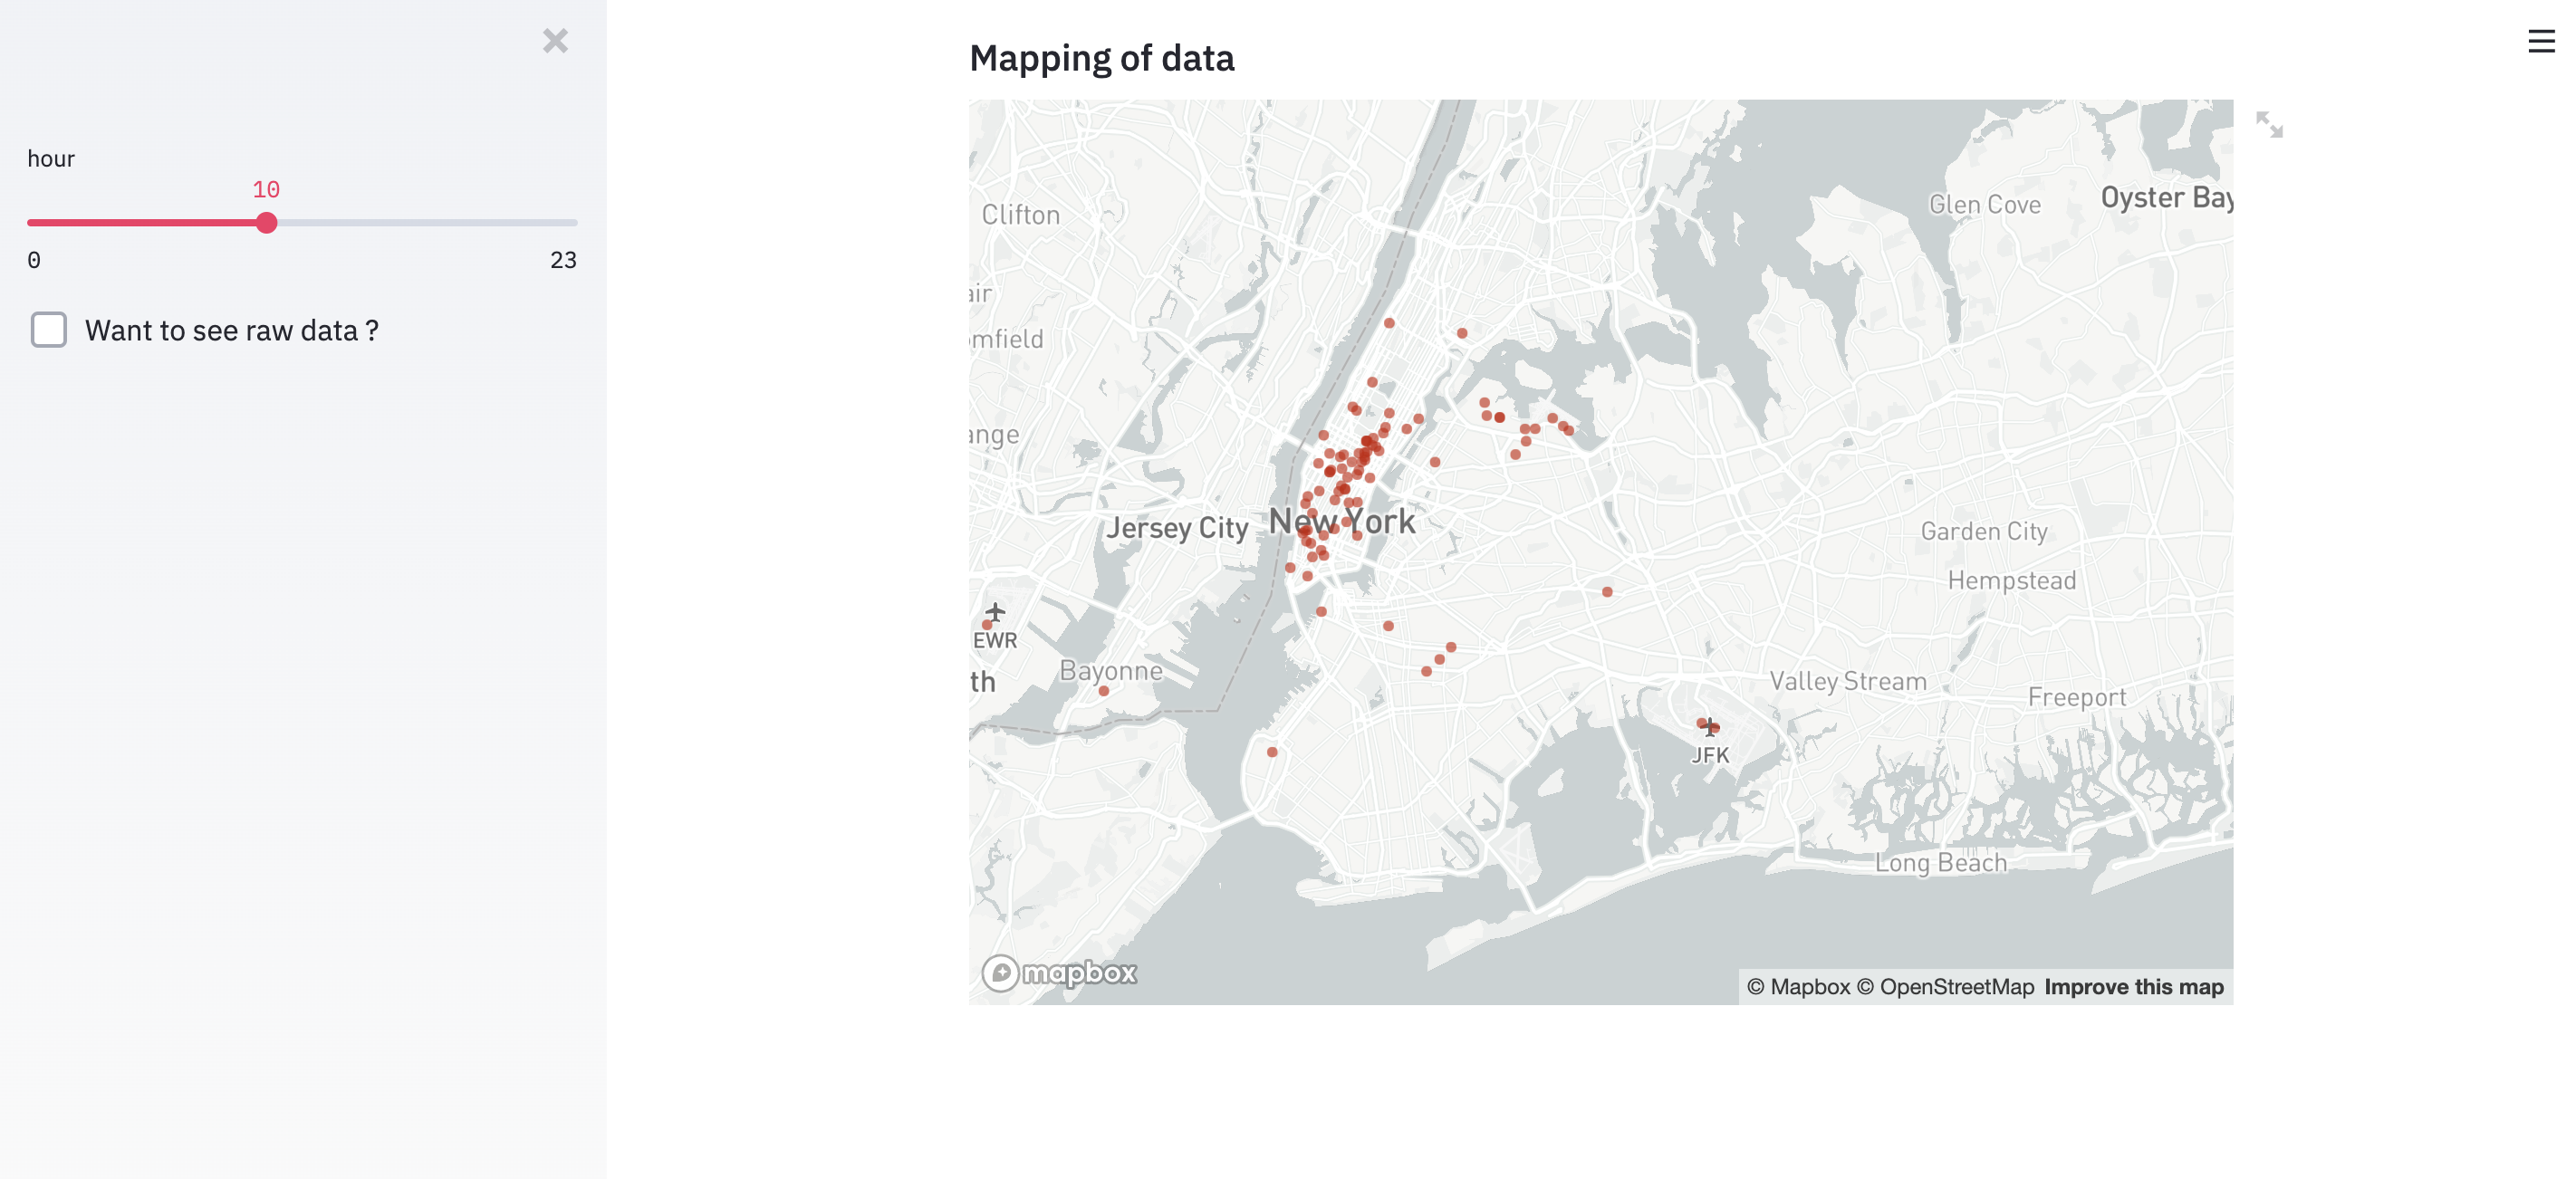 hour
10
0
23
Want to see raw data ?
Mapping of data
Clifton
Glen Cove
Oyster Bay
air
omfield
ange
Jersey City
New York
Garden City
Hempstead
EWR
Bayonne
th
Valley Stream
Freeport
JFK
Long Beach
mapbox
© Mapbox © OpenStreetMap Improve this map